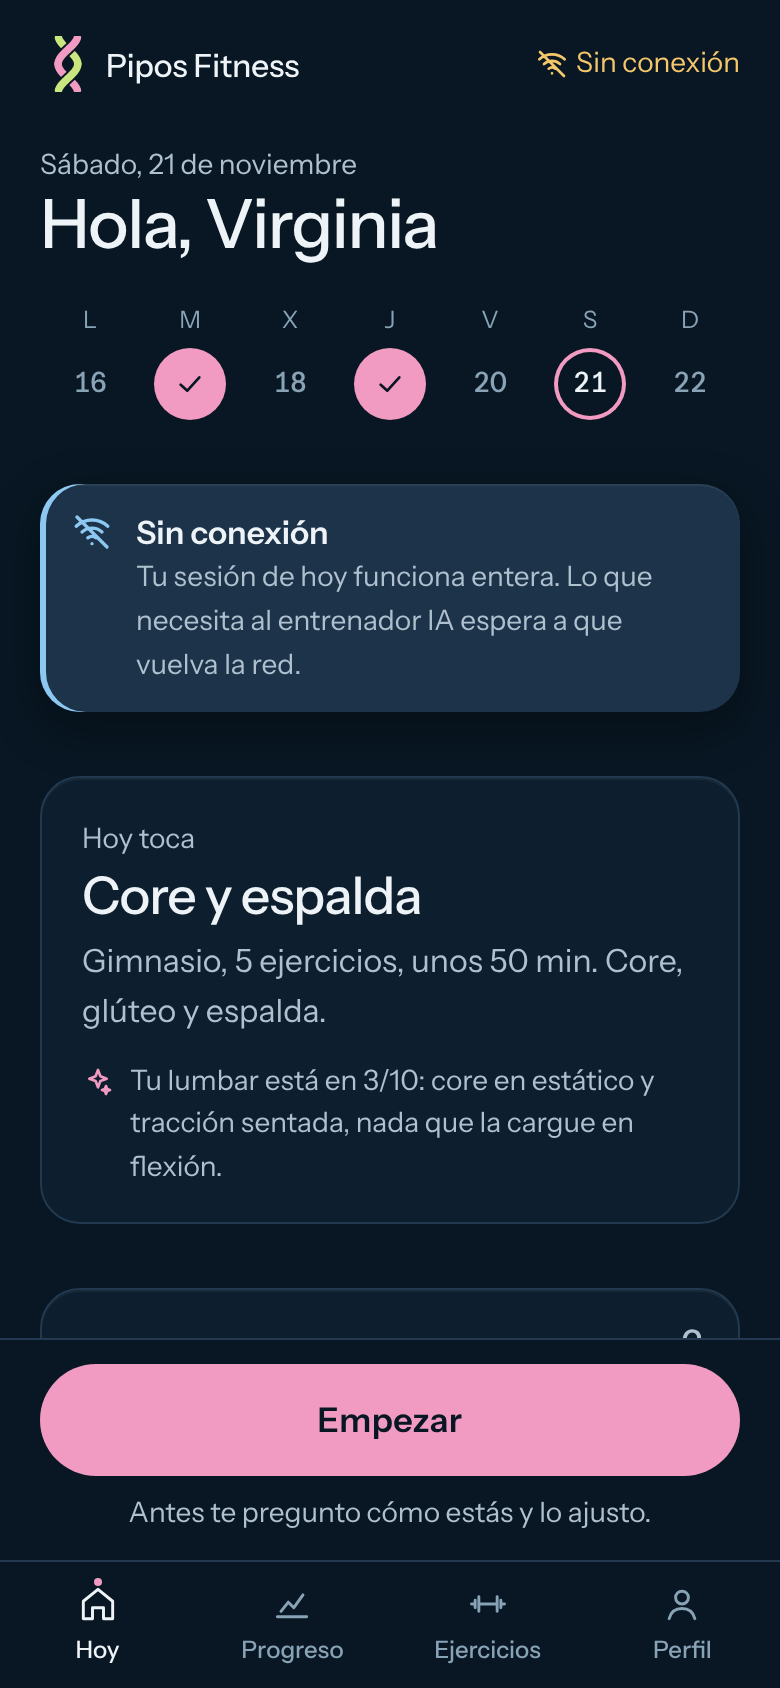 Pipos Fitness
Sin conexión
Sábado, 21 de noviembre
Hola, Virginia
L M X J V S D
16 18 20 21 22
Sin conexión
Tu sesión de hoy funciona entera. Lo que
necesita al entrenador IA espera a que
vuelva la red.
Hoy toca
Core y espalda
Gimnasio, 5 ejercicios, unos 50 min. Core,
glúteo y espalda.
Tu lumbar está en 3/10: core en estático y
tracción sentada, nada que la cargue en
flexión.
Empezar
Antes te pregunto cómo estás y lo ajusto.
Hoy Progreso Ejercicios Perfil